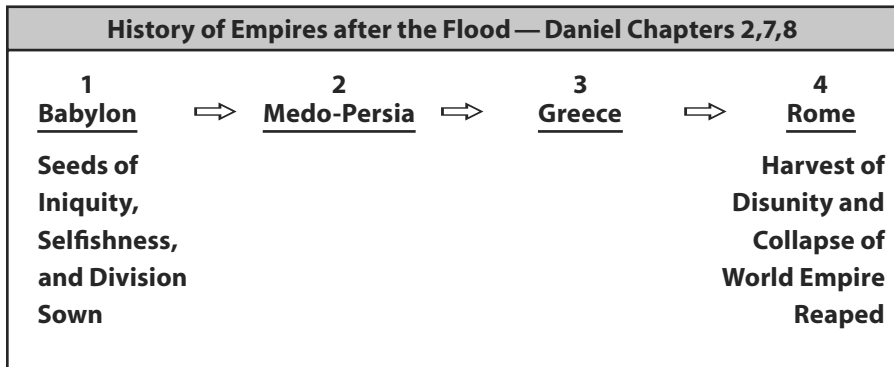 History of Empires after the Flood — Daniel Chapters 2,7,8
1 2 3 4
Babylon ⇨ Medo-Persia ⇨ Greece ⇨ Rome
Seeds of
Iniquity,
Selfishness,
and Division
Sown
Harvest of
Disunity and
Collapse of
World Empire
Reaped